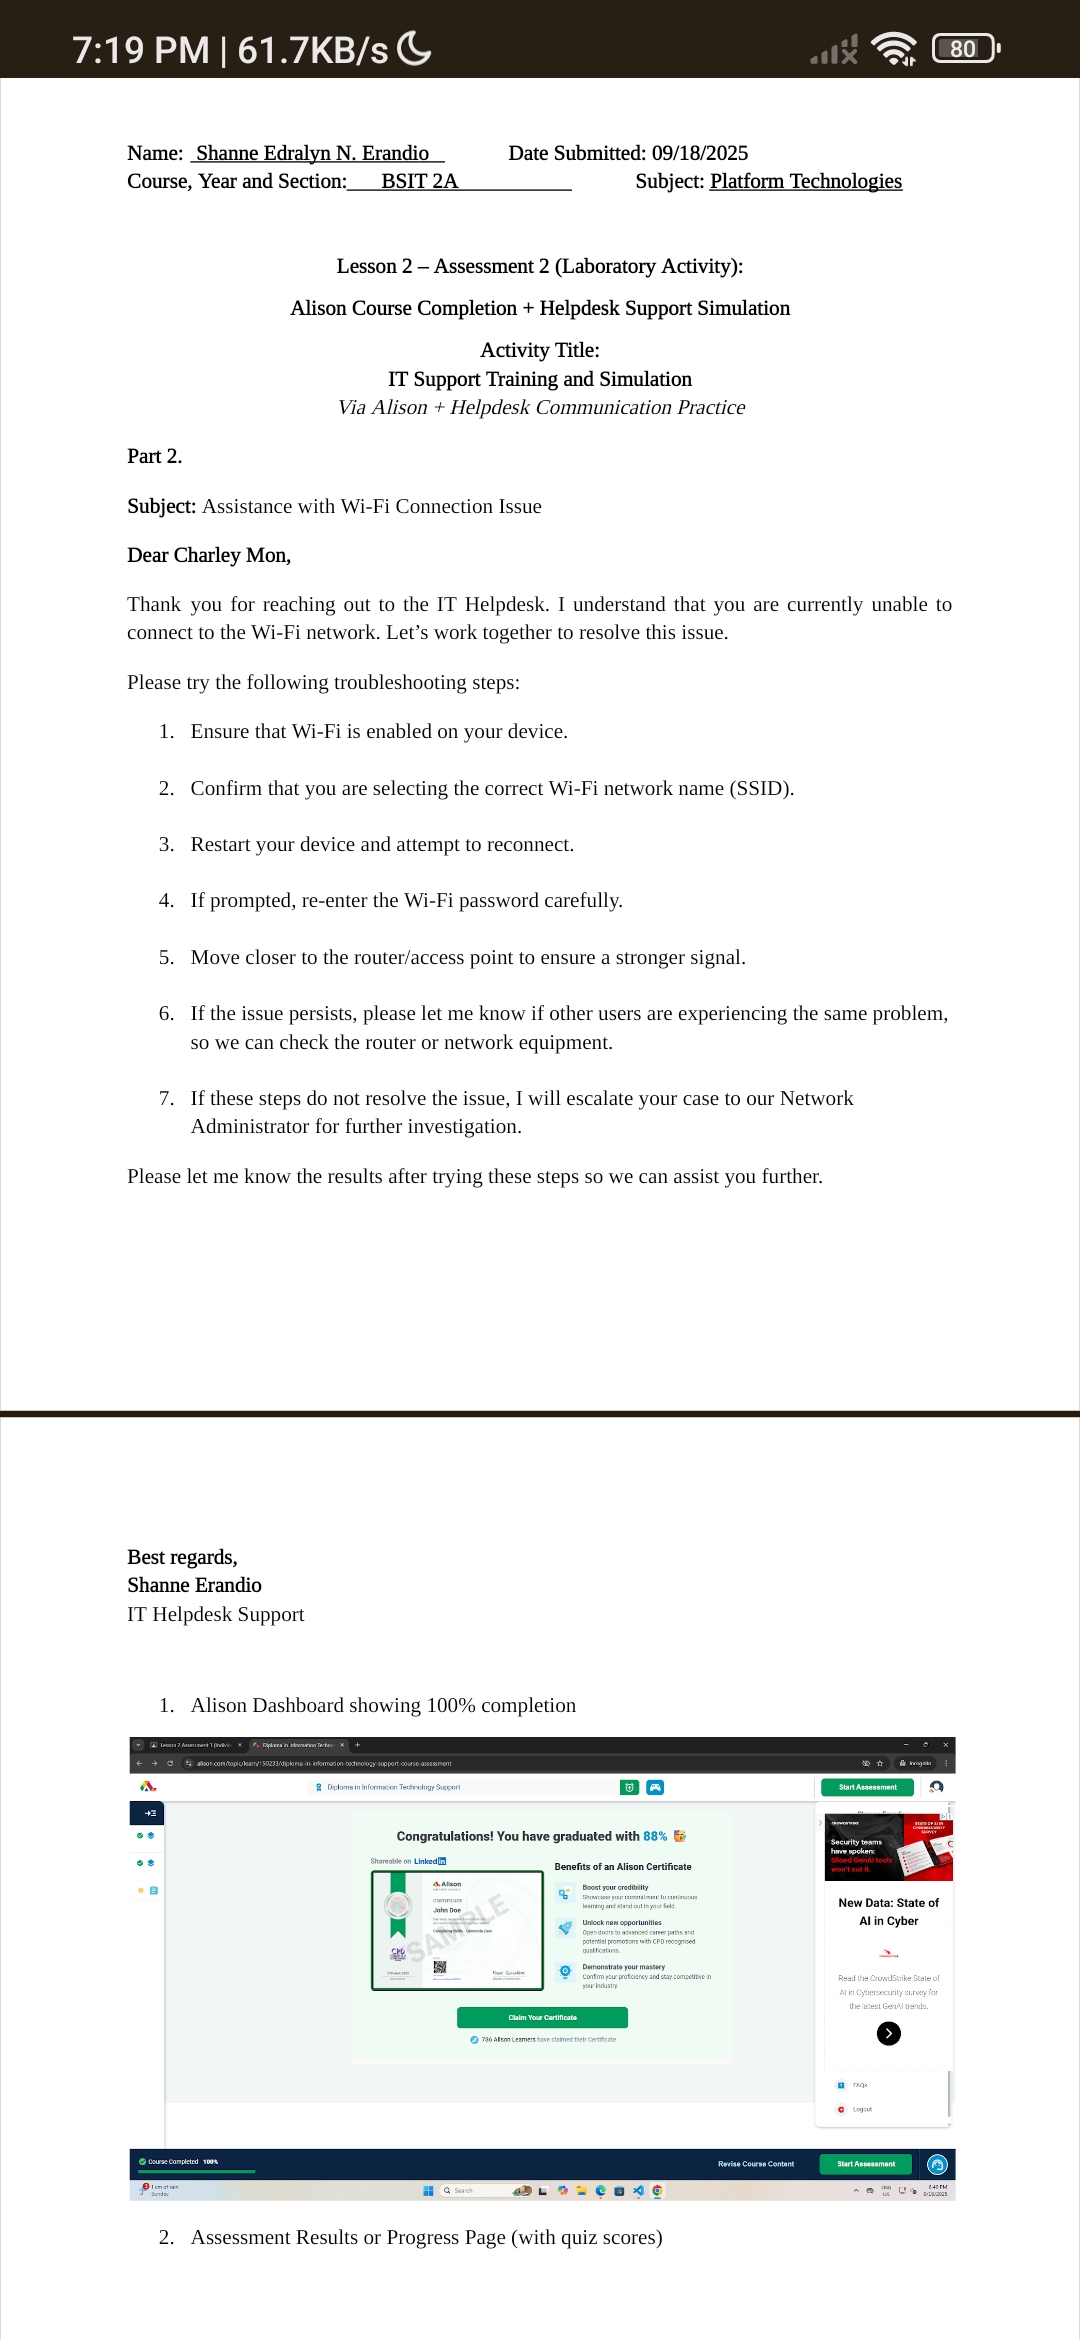 7:19 PM | 61.7KB/s
80
Name: Shanne Edralyn N. Erandio Date Submitted: 09/18/2025
Course, Year and Section: BSIT 2A Subject: Platform Technologies
Lesson 2 – Assessment 2 (Laboratory Activity):
Alison Course Completion + Helpdesk Support Simulation
Activity Title:
IT Support Training and Simulation
Via Alison + Helpdesk Communication Practice
Part 2.
Subject: Assistance with Wi-Fi Connection Issue
Dear Charley Mon,
Thank you for reaching out to the IT Helpdesk. I understand that you are currently unable to
connect to the Wi-Fi network. Let’s work together to resolve this issue.
Please try the following troubleshooting steps:
1. Ensure that Wi-Fi is enabled on your device.
2. Confirm that you are selecting the correct Wi-Fi network name (SSID).
3. Restart your device and attempt to reconnect.
4. If prompted, re-enter the Wi-Fi password carefully.
5. Move closer to the router/access point to ensure a stronger signal.
6. If the issue persists, please let me know if other users are experiencing the same problem,
so we can check the router or network equipment.
7. If these steps do not resolve the issue, I will escalate your case to our Network
Administrator for further investigation.
Please let me know the results after trying these steps so we can assist you further.
Best regards,
Shanne Erandio
IT Helpdesk Support
1. Alison Dashboard showing 100% completion
Lesson 2 Assessment 1 (Indivi
Diploma in Information Techno
alison.com/topic/learn/150233/diploma-in-information-technology-support-course-assessment
Incognito
Diploma in Information Technology Support
Start Assessment
Congratulations! You have graduated with 88%
Shareable on LinkedIn
Alison
CERTIFICATE
John Doe
Caregiving Skills - Dementia Care
CPD
SAMPLE
Benefits of an Alison Certificate
Boost your credibility
Showcase your commitment to continuous
learning and stand out in your field.
Unlock new opportunities
Open doors to advanced career paths and
potential promotions with CPD recognised
qualifications.
Demonstrate your mastery
Confirm your proficiency and stay competitive in
your industry.
Claim Your Certificate
736 Alison Learners have claimed their Certificate
CROWDSTRIKE
STATE OF AI IN
CYBERSECURITY
SURVEY
Security teams
have spoken:
Siloed GenAI tools
won't cut it.
New Data: State of
AI in Cyber
Read the CrowdStrike State of
AI in Cybersecurity survey for
the latest GenAI trends.
FAQs
Logout
Course Completed 100%
Revise Course Content
Start Assessment
1 cm of rain
Sunday
Search
ENG
US
6:40 PM
9/18/2025
2. Assessment Results or Progress Page (with quiz scores)